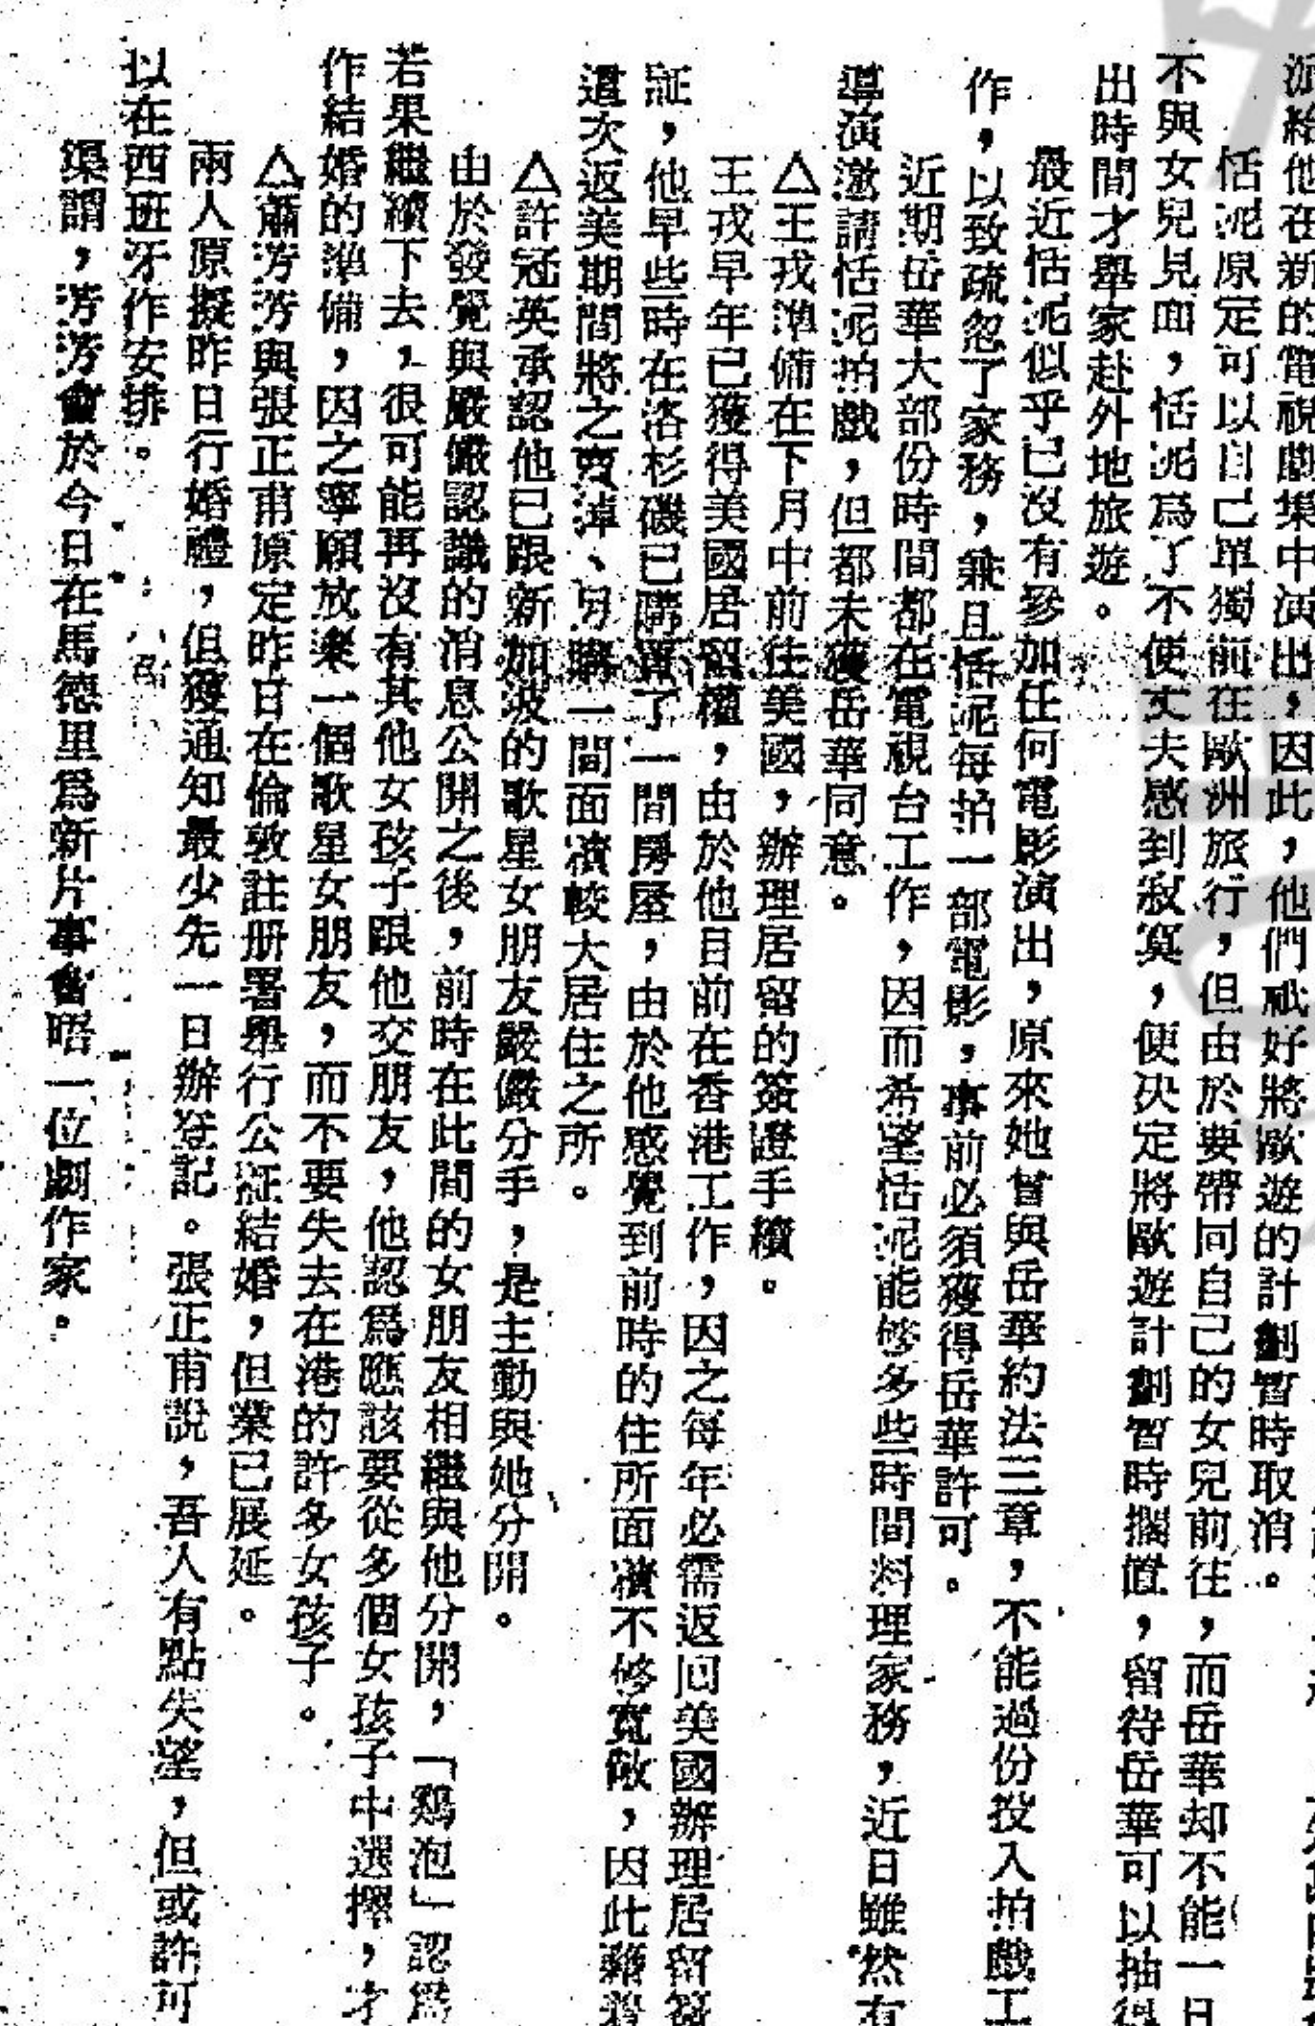 派給他在新的電視劇集中演出，因此，他們祇好將歐遊的計劃暫時取消。
恬泥原定可以自己單獨前往歐洲旅行，但由於要帶同自己的女兒前往，而岳華却不能一日
不與女兒見面，恬泥爲了不使丈夫感到寂寞，便决定將歐遊計劃暫時擱置，留待岳華可以抽得
出時間才舉家赴外地旅遊。
最近恬泥似乎已沒有參加任何電影演出，原來她曾與岳華約法三章，不能過份投入拍戲工
作，以致疏忽了家務，兼且恬泥每拍一部電影，事前必須獲得岳華許可。
近期岳華大部份時間都在電視台工作，因而希望恬泥能够多些時間料理家務，近日雖然有
導演邀請恬泥拍戲，但都未獲岳華同意。
△王戎準備在下月中前往美國，辦理居留的簽證手續。
王戎早年已獲得美國居留權，由於他目前在香港工作，因之每年必需返回美國辦理居留簽
証，他早些時在洛杉磯已購置了一間房屋，由於他感覺到前時的住所面積不够寬敞，因此藉着
這次返美期間將之賣掉、另購一間面積較大居住之所。
△許冠英承認他已跟新加波的歌星女朋友嚴儀分手，是主動與她分開。
由於發覺與嚴儀認識的消息公開之後，前時在此間的女朋友相繼與他分開，「鷄泡」認爲
若果繼續下去，很可能再沒有其他女孩子跟他交朋友，他認爲應該要從多個女孩子中選擇，才
作結婚的準備，因之寧願放棄一個歌星女朋友，而不要失去在港的許多女孩子。
△蕭芳芳與張正甫原定昨日在倫敦註册署舉行公証結婚，但業已展延。
兩人原擬昨日行婚禮，但獲通知最少先一日辦登記。張正甫說，吾人有點失望，但或許可
以在西班牙作安排。
渠謂，芳芳會於今日在馬德里爲新片事會晤一位劇作家。